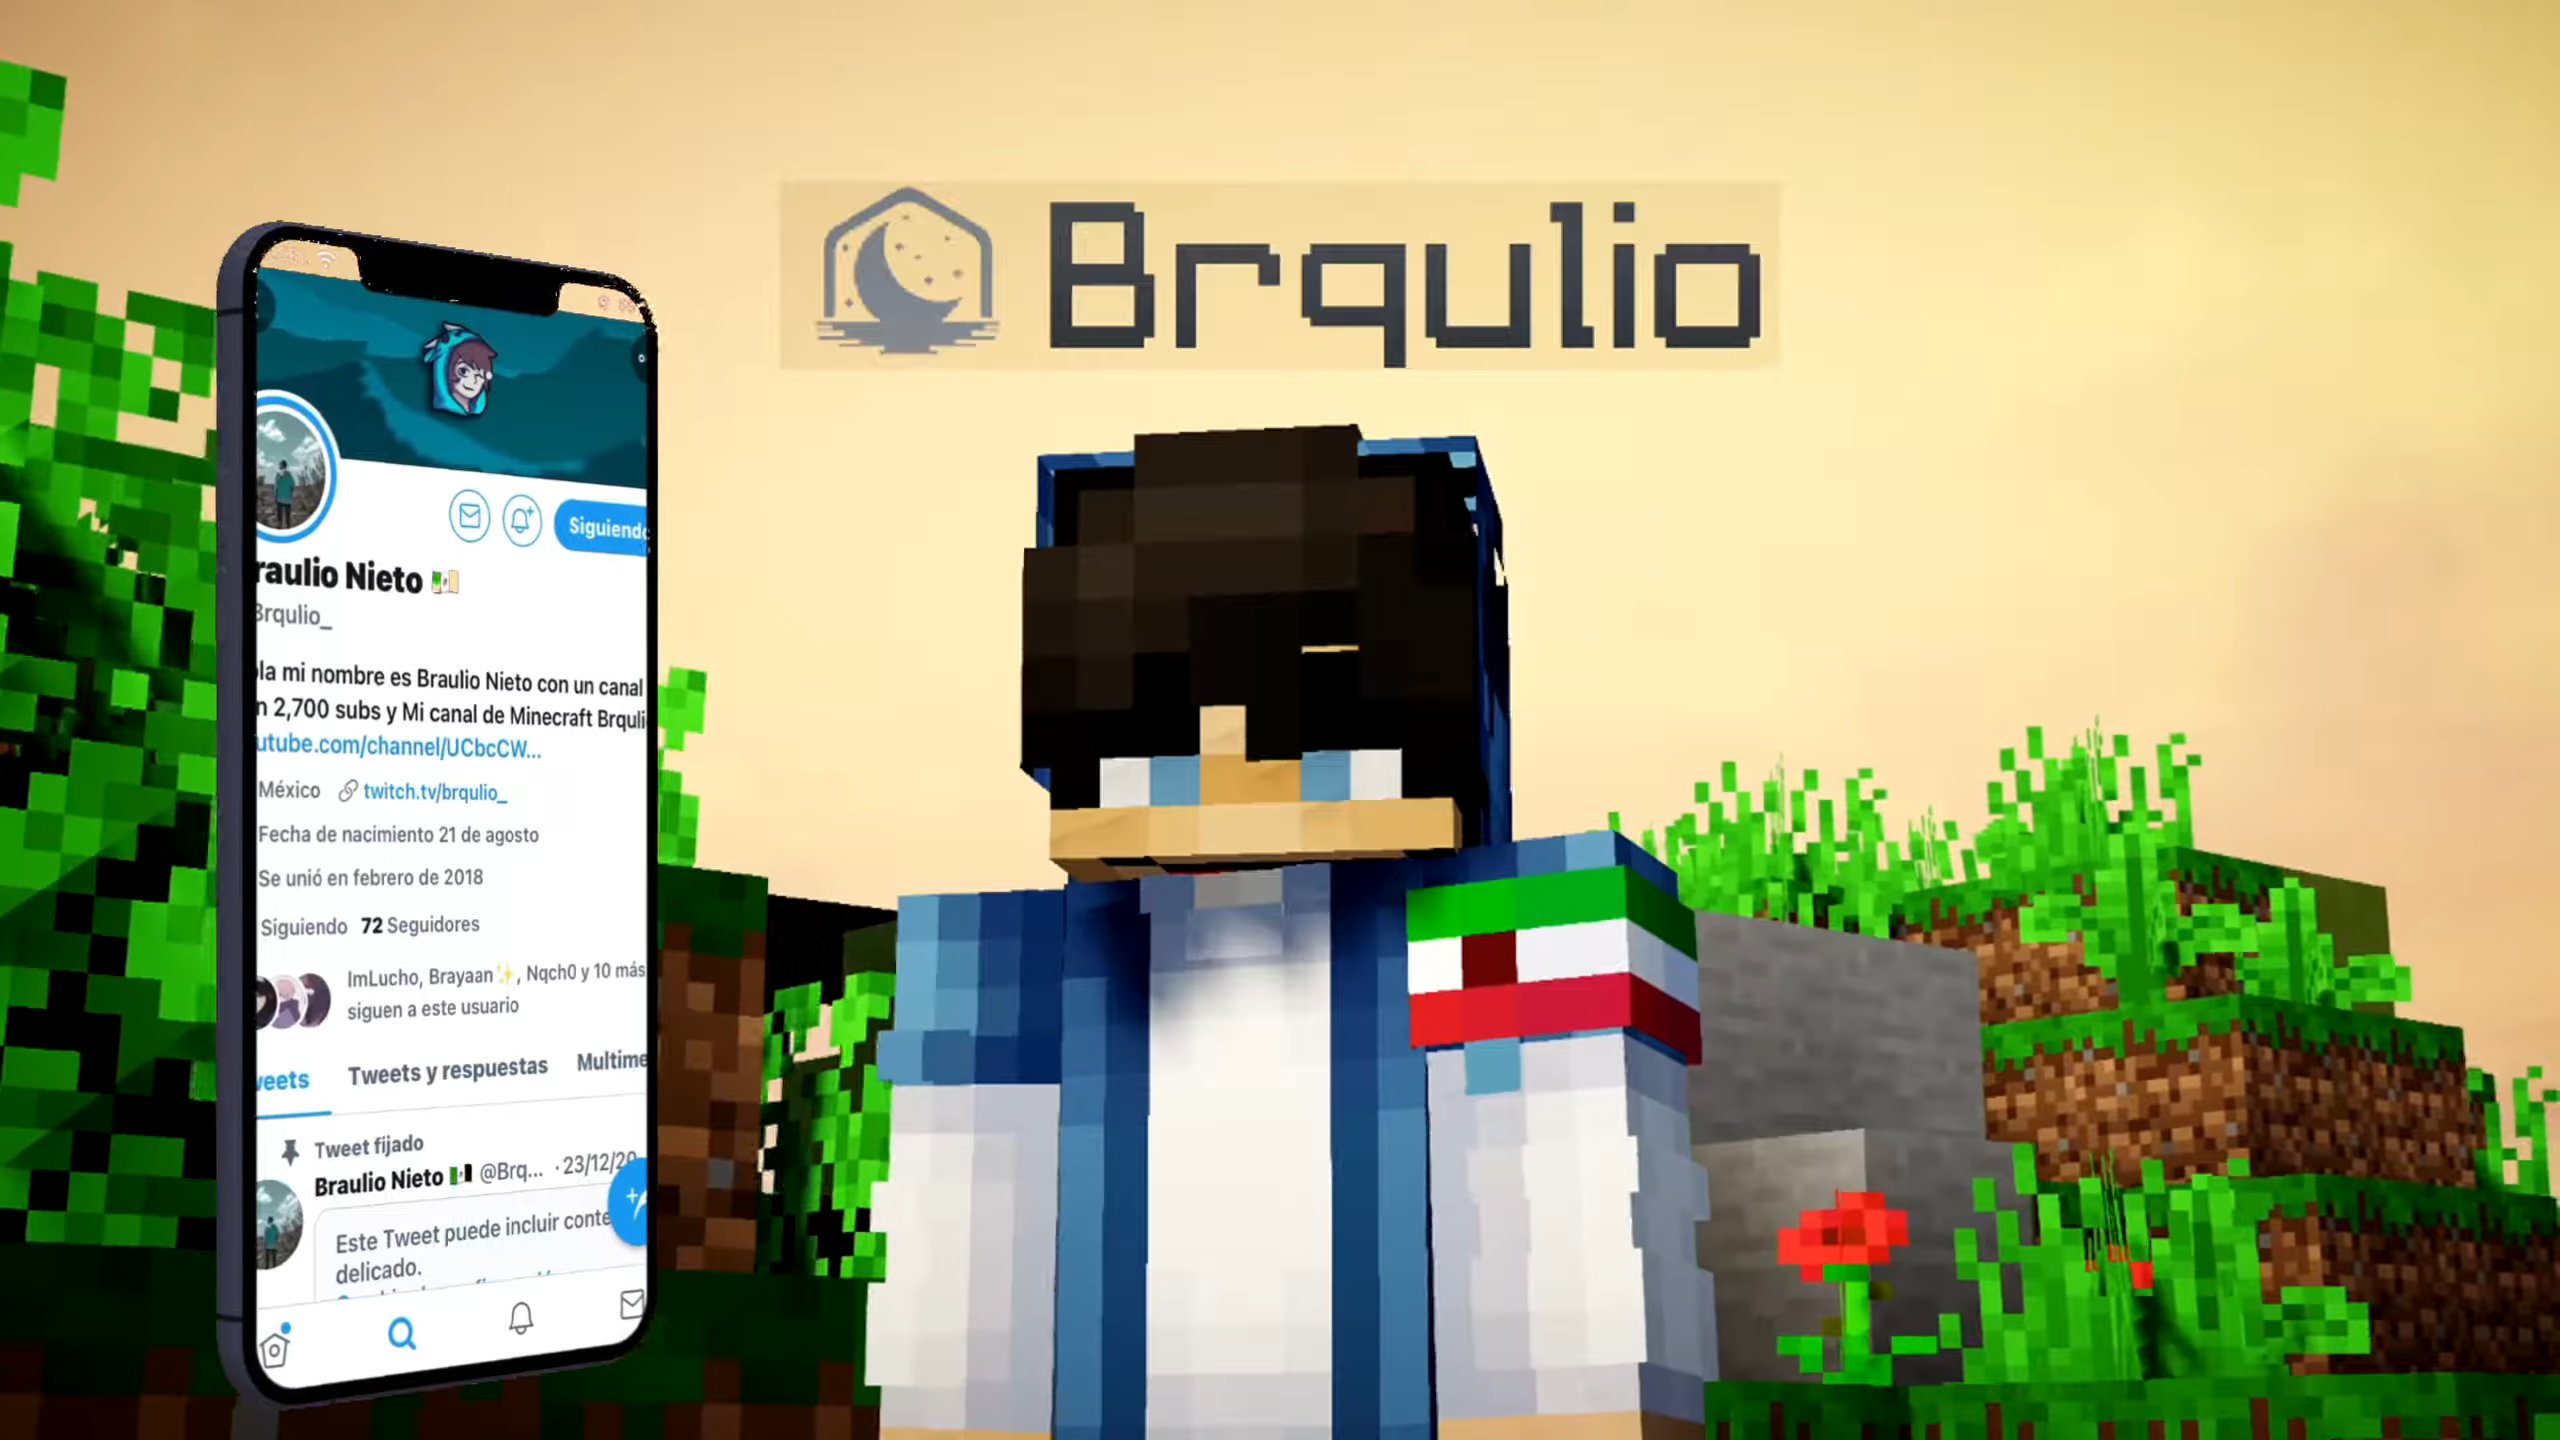 Brqulio
Siguiendo
raulio Nieto
Brqulio_
la mi nombre es Braulio Nieto con un canal
n 2,700 subs y Mi canal de Minecraft Brquli
utube.com/channel/UCbcCW...
México twitch.tv/brqulio_
Fecha de nacimiento 21 de agosto
Se unió en febrero de 2018
Siguiendo 72 Seguidores
ImLucho, Brayaan✨, Nqch0 y 10 más
siguen a este usuario
weets Tweets y respuestas Multime
Tweet fijado
Braulio Nieto @Brq... · 23/12/20
Este Tweet puede incluir conte
delicado.